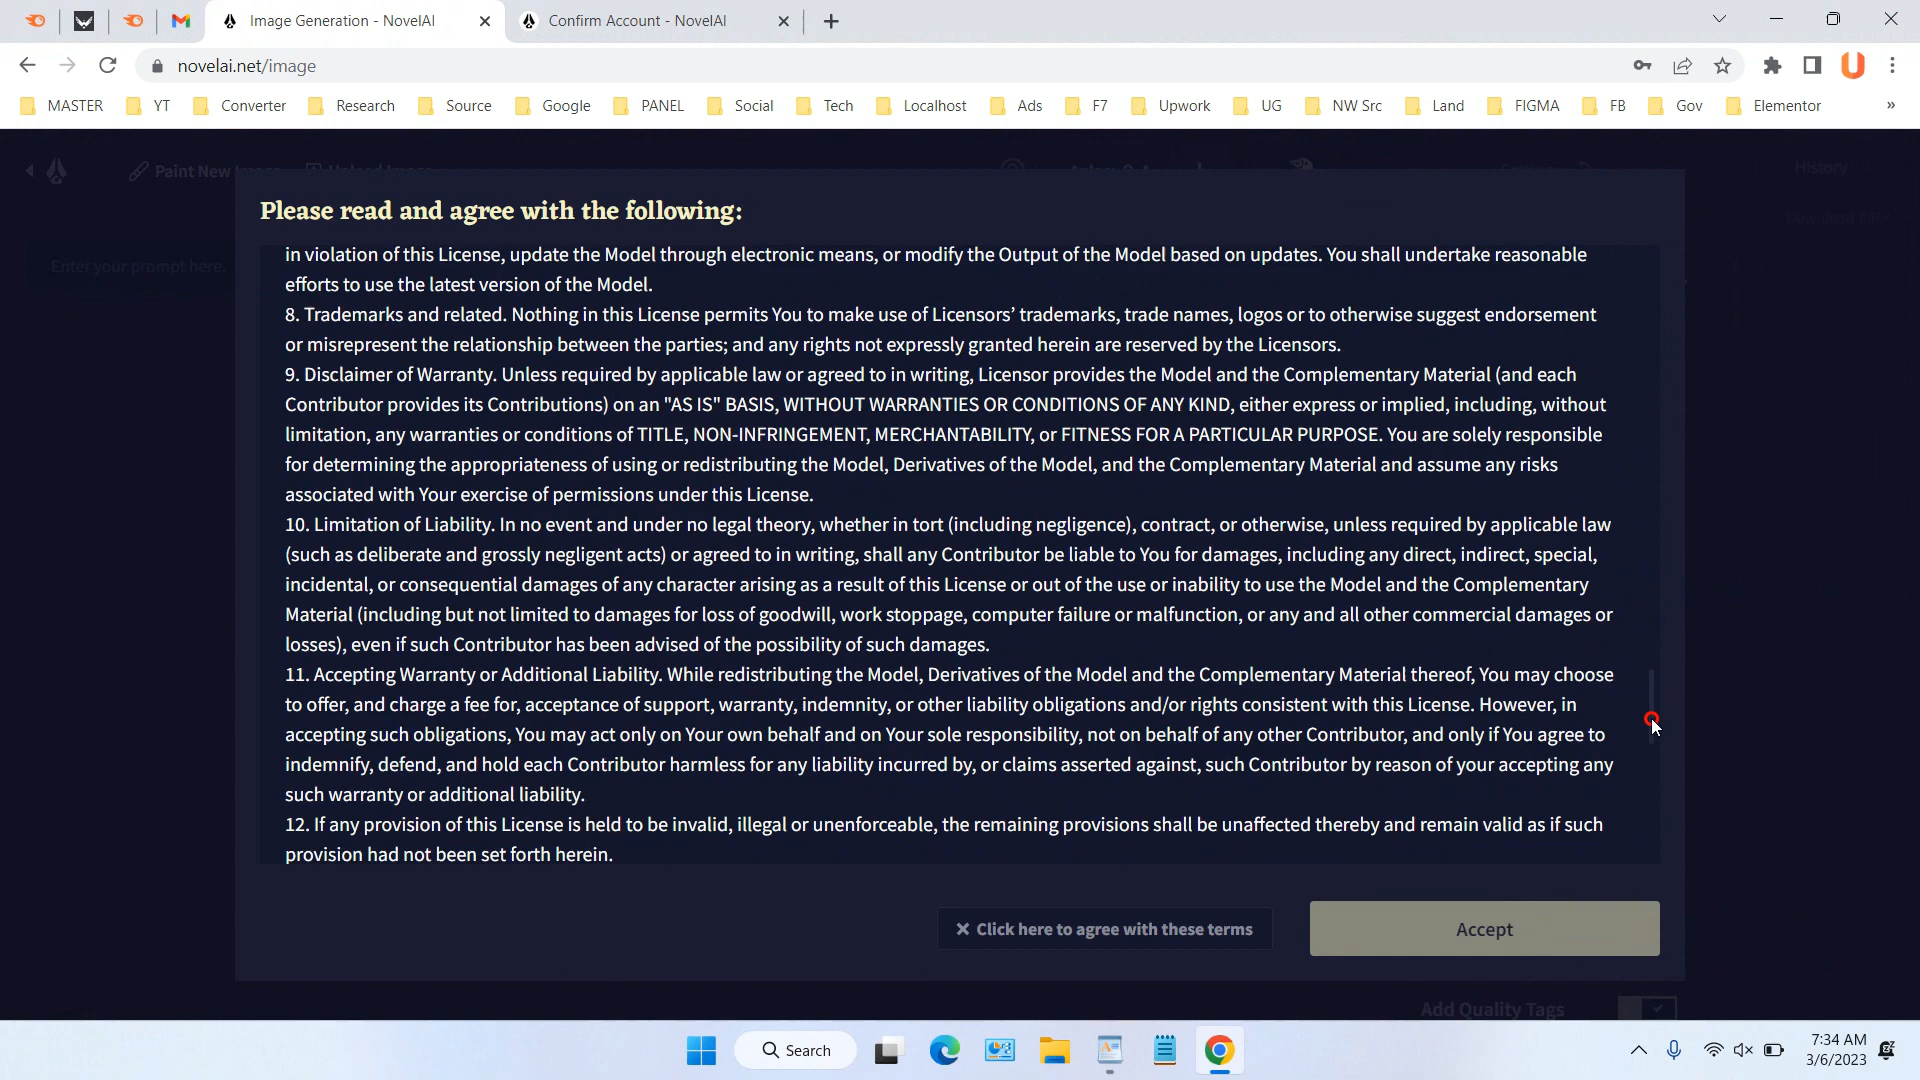 Image Generation - NovelAI
Confirm Account - NovelAI
novelai.net/image
MASTER YT Converter Research Source Google PANEL Social Tech Localhost Ads F7 Upwork UG NW Src Land FIGMA FB Gov Elementor »
Paint New Image
Upload Image
History
Please read and agree with the following:
Enter your prompt here.
in violation of this License, update the Model through electronic means, or modify the Output of the Model based on updates. You shall undertake reasonable
efforts to use the latest version of the Model.
8. Trademarks and related. Nothing in this License permits You to make use of Licensors’ trademarks, trade names, logos or to otherwise suggest endorsement
or misrepresent the relationship between the parties; and any rights not expressly granted herein are reserved by the Licensors.
9. Disclaimer of Warranty. Unless required by applicable law or agreed to in writing, Licensor provides the Model and the Complementary Material (and each
Contributor provides its Contributions) on an "AS IS" BASIS, WITHOUT WARRANTIES OR CONDITIONS OF ANY KIND, either express or implied, including, without
limitation, any warranties or conditions of TITLE, NON-INFRINGEMENT, MERCHANTABILITY, or FITNESS FOR A PARTICULAR PURPOSE. You are solely responsible
for determining the appropriateness of using or redistributing the Model, Derivatives of the Model, and the Complementary Material and assume any risks
associated with Your exercise of permissions under this License.
10. Limitation of Liability. In no event and under no legal theory, whether in tort (including negligence), contract, or otherwise, unless required by applicable law
(such as deliberate and grossly negligent acts) or agreed to in writing, shall any Contributor be liable to You for damages, including any direct, indirect, special,
incidental, or consequential damages of any character arising as a result of this License or out of the use or inability to use the Model and the Complementary
Material (including but not limited to damages for loss of goodwill, work stoppage, computer failure or malfunction, or any and all other commercial damages or
losses), even if such Contributor has been advised of the possibility of such damages.
11. Accepting Warranty or Additional Liability. While redistributing the Model, Derivatives of the Model and the Complementary Material thereof, You may choose
to offer, and charge a fee for, acceptance of support, warranty, indemnity, or other liability obligations and/or rights consistent with this License. However, in
accepting such obligations, You may act only on Your own behalf and on Your sole responsibility, not on behalf of any other Contributor, and only if You agree to
indemnify, defend, and hold each Contributor harmless for any liability incurred by, or claims asserted against, such Contributor by reason of your accepting any
such warranty or additional liability.
12. If any provision of this License is held to be invalid, illegal or unenforceable, the remaining provisions shall be unaffected thereby and remain valid as if such
provision had not been set forth herein.
Click here to agree with these terms
Accept
Add Quality Tags
Search
7:34 AM
3/6/2023